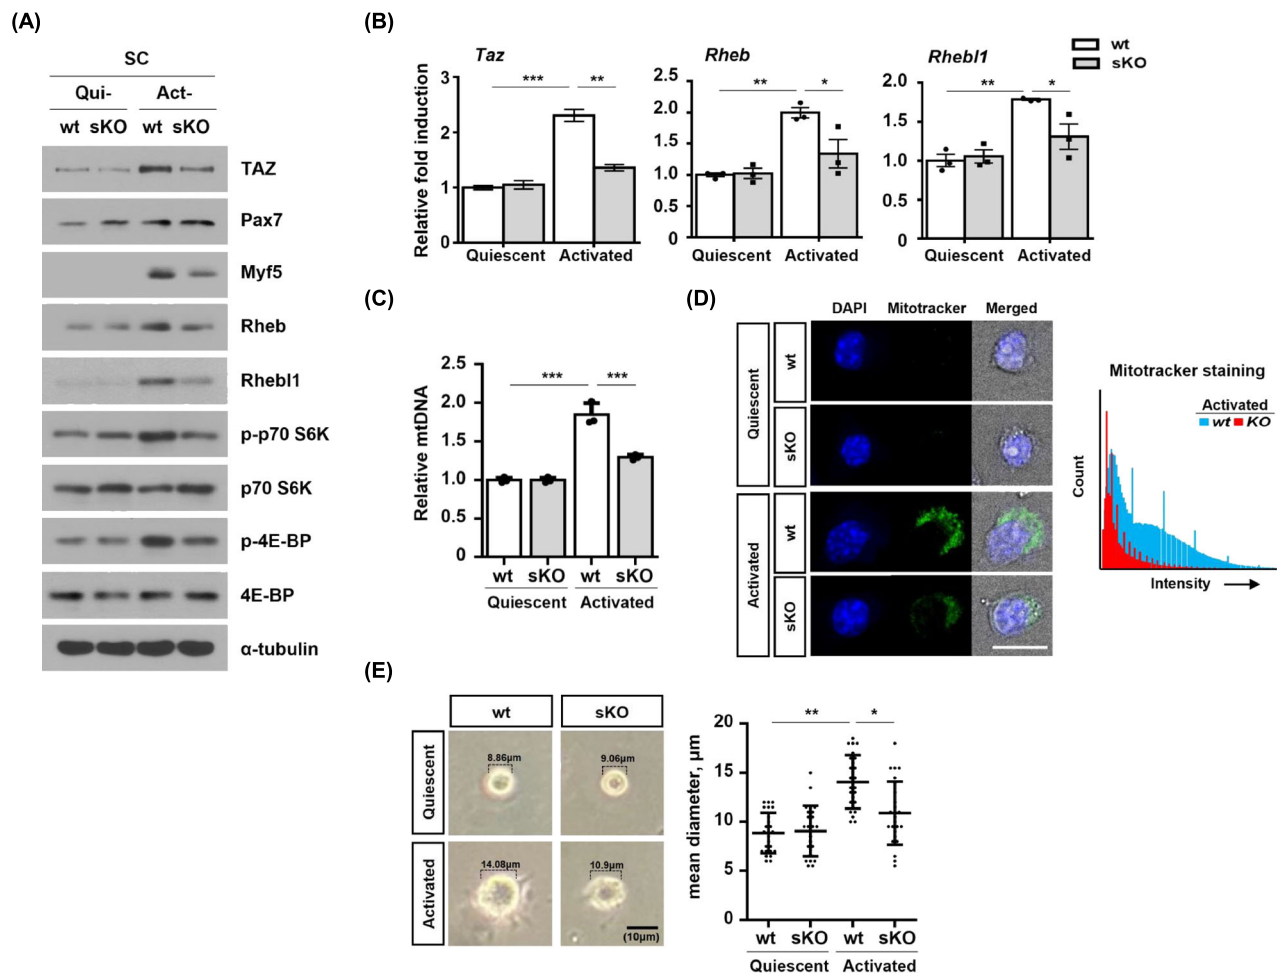 (A)
SC
Qui- Act-
wt sKO wt sKO
TAZ
Pax7
Myf5
Rheb
Rhebl1
p-p70 S6K
p70 S6K
p-4E-BP
4E-BP
α-tubulin
(B)
wt
sKO
Relative fold induction
Taz
*** **
3
2
1
0
Quiescent Activated
Rheb
** *
2.5
2.0
1.5
1.0
0.5
0
Quiescent Activated
Rhebl1
** *
2.0
1.5
1.0
0.5
0
Quiescent Activated
(C)
Relative mtDNA
*** ***
2.5
2.0
1.5
1.0
0.5
0
wt sKO wt sKO
Quiescent Activated
(D)
DAPI Mitotracker Merged
Quiescent
wt
sKO
Activated
wt
sKO
Mitotracker staining
Activated
wt KO
Count
Intensity
(E)
wt sKO
Quiescent
8.86μm 9.06μm
Activated
14.08μm 10.9μm
(10μm)
mean diameter, μm
** *
20
15
10
5
0
wt sKO wt sKO
Quiescent Activated